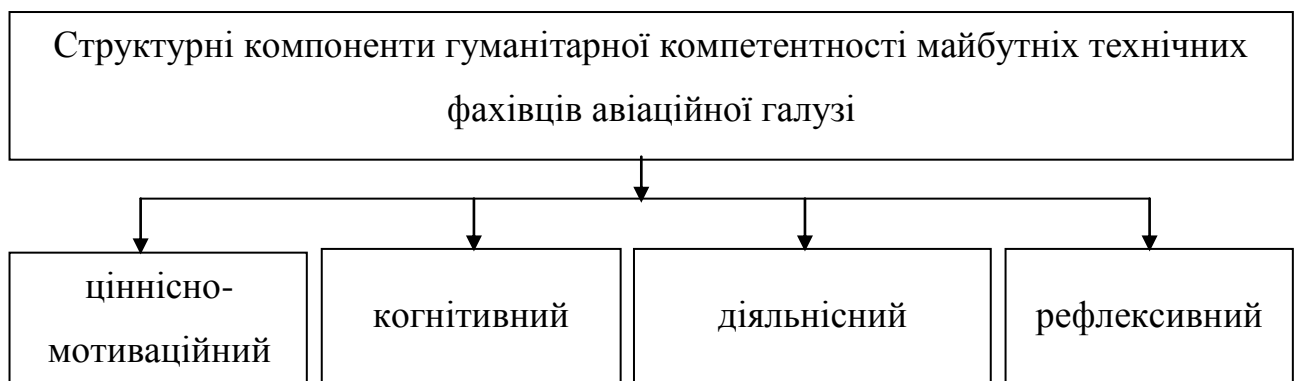 Структурні компоненти гуманітарної компетентності майбутніх технічних
фахівців авіаційної галузі
ціннісно-
мотиваційний
когнітивний
діяльнісний
рефлексивний